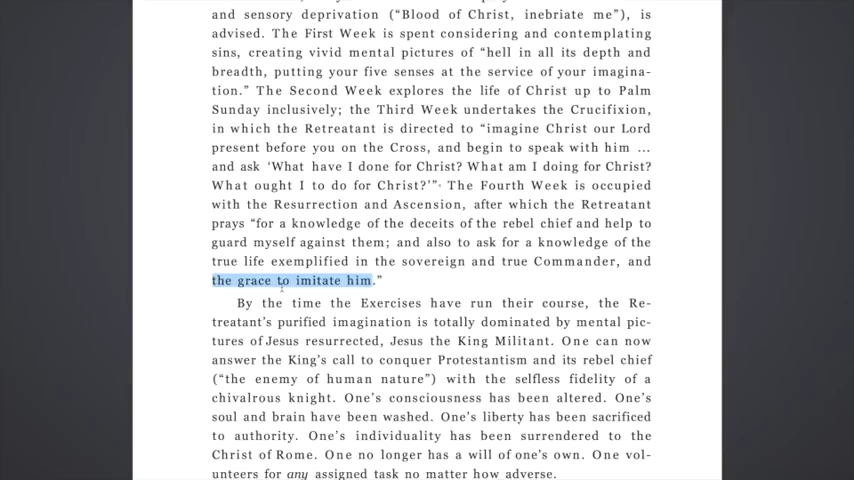 and sensory deprivation (“Blood of Christ, inebriate me”), is
advised. The First Week is spent considering and contemplating
sins, creating vivid mental pictures of “hell in all its depth and
breadth, putting your five senses at the service of your imagina-
tion.” The Second Week explores the life of Christ up to Palm
Sunday inclusively; the Third Week undertakes the Crucifixion,
in which the Retreatant is directed to “imagine Christ our Lord
present before you on the Cross, and begin to speak with him ...
and ask ‘What have I done for Christ? What am I doing for Christ?
What ought I to do for Christ?’” The Fourth Week is occupied
with the Resurrection and Ascension, after which the Retreatant
prays “for a knowledge of the deceits of the rebel chief and help to
guard myself against them; and also to ask for a knowledge of the
true life exemplified in the sovereign and true Commander, and
the grace to imitate him.”
By the time the Exercises have run their course, the Re-
treatant’s purified imagination is totally dominated by mental pic-
tures of Jesus resurrected, Jesus the King Militant. One can now
answer the King’s call to conquer Protestantism and its rebel chief
(“the enemy of human nature”) with the selfless fidelity of a
chivalrous knight. One’s consciousness has been altered. One’s
soul and brain have been washed. One’s liberty has been sacrificed
to authority. One’s individuality has been surrendered to the
Christ of Rome. One no longer has a will of one’s own. One vol-
unteers for any assigned task no matter how adverse.